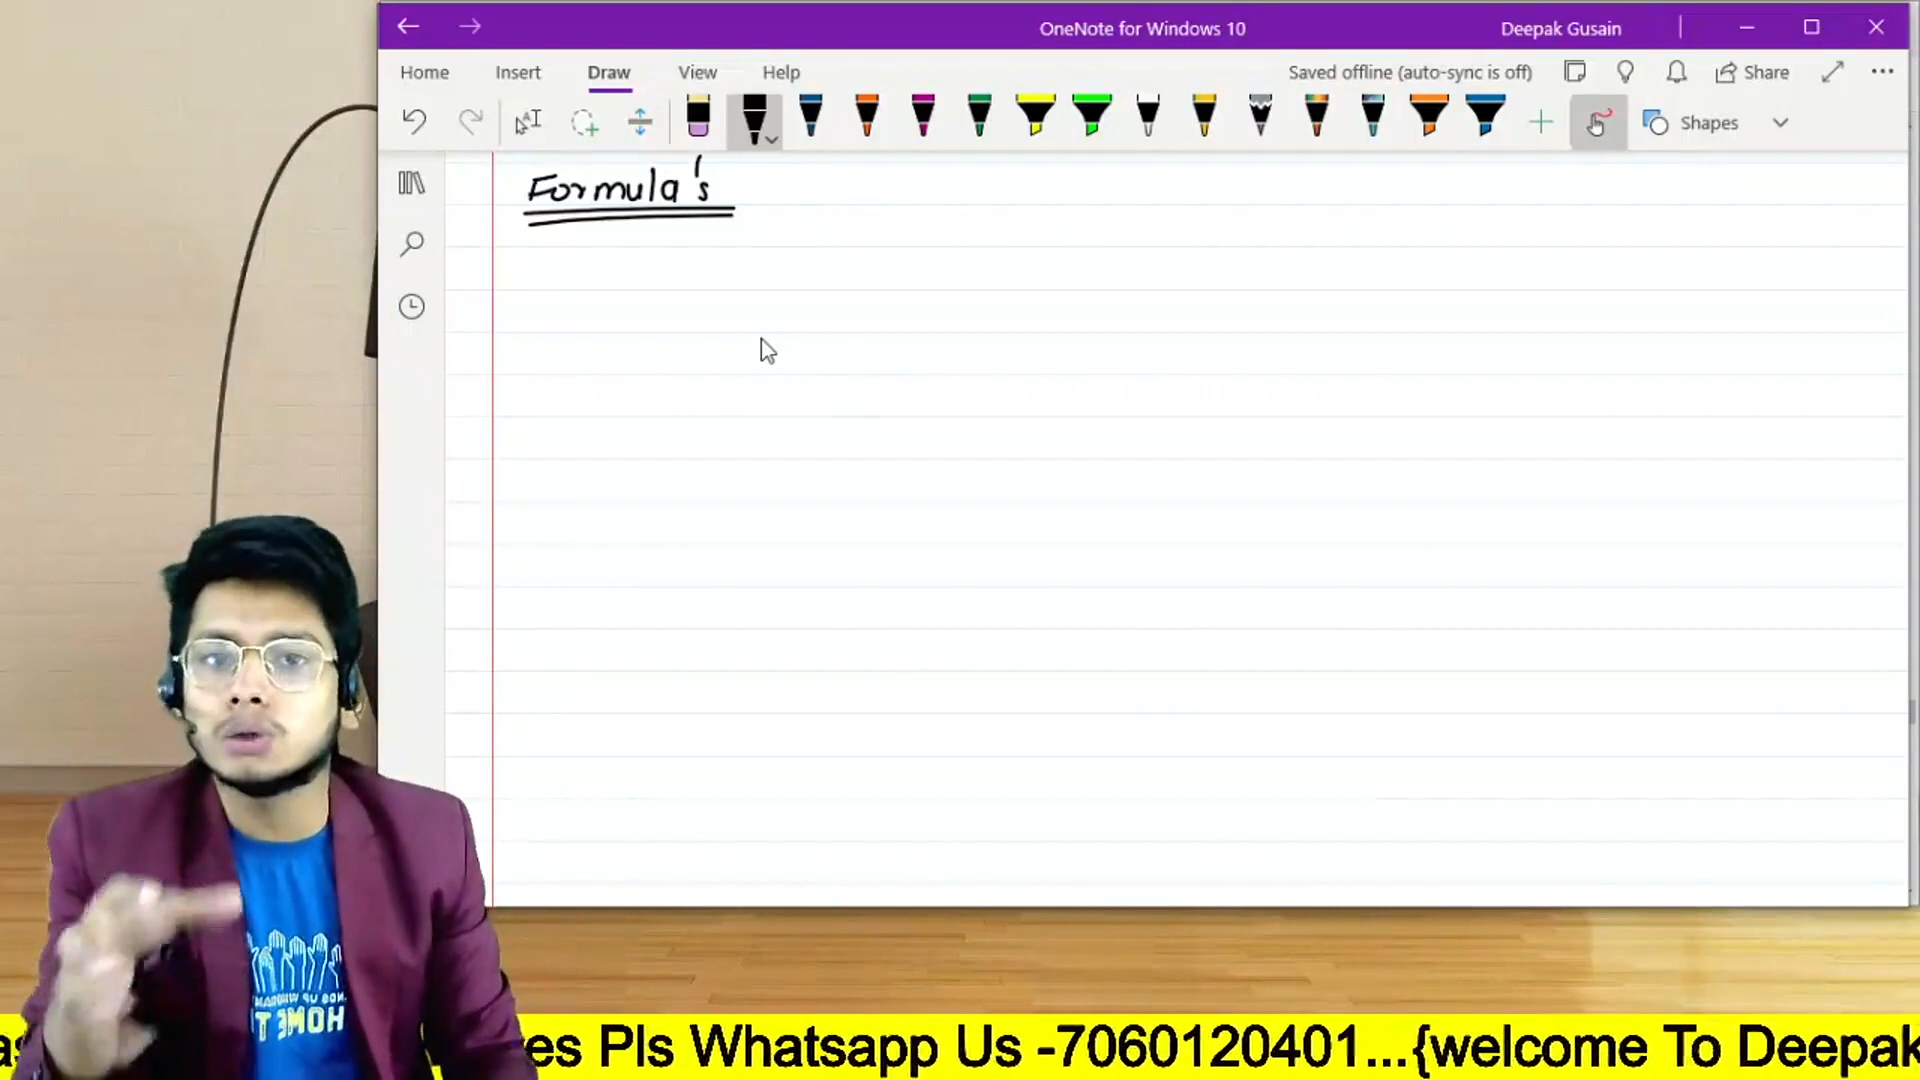 OneNote for Windows 10
Deepak Gusain
Home Insert Draw View Help
Saved offline (auto-sync is off) Share
Shapes
Formula's
HOME T
es Pls Whatsapp Us -7060120401...{welcome To Deepak